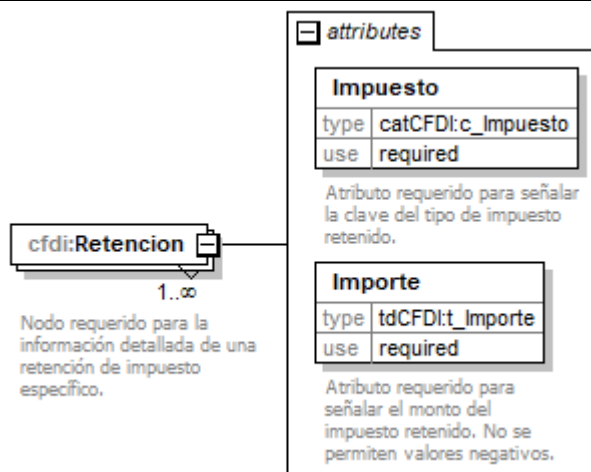 attributes
Impuesto
type catCFDI:c_Impuesto
use required
Atributo requerido para señalar
la clave del tipo de impuesto
retenido.
cfdi:Retencion
1..∞
Nodo requerido para la
información detallada de una
retención de impuesto
específico.
Importe
type tdCFDI:t_Importe
use required
Atributo requerido para
señalar el monto del
impuesto retenido. No se
permiten valores negativos.